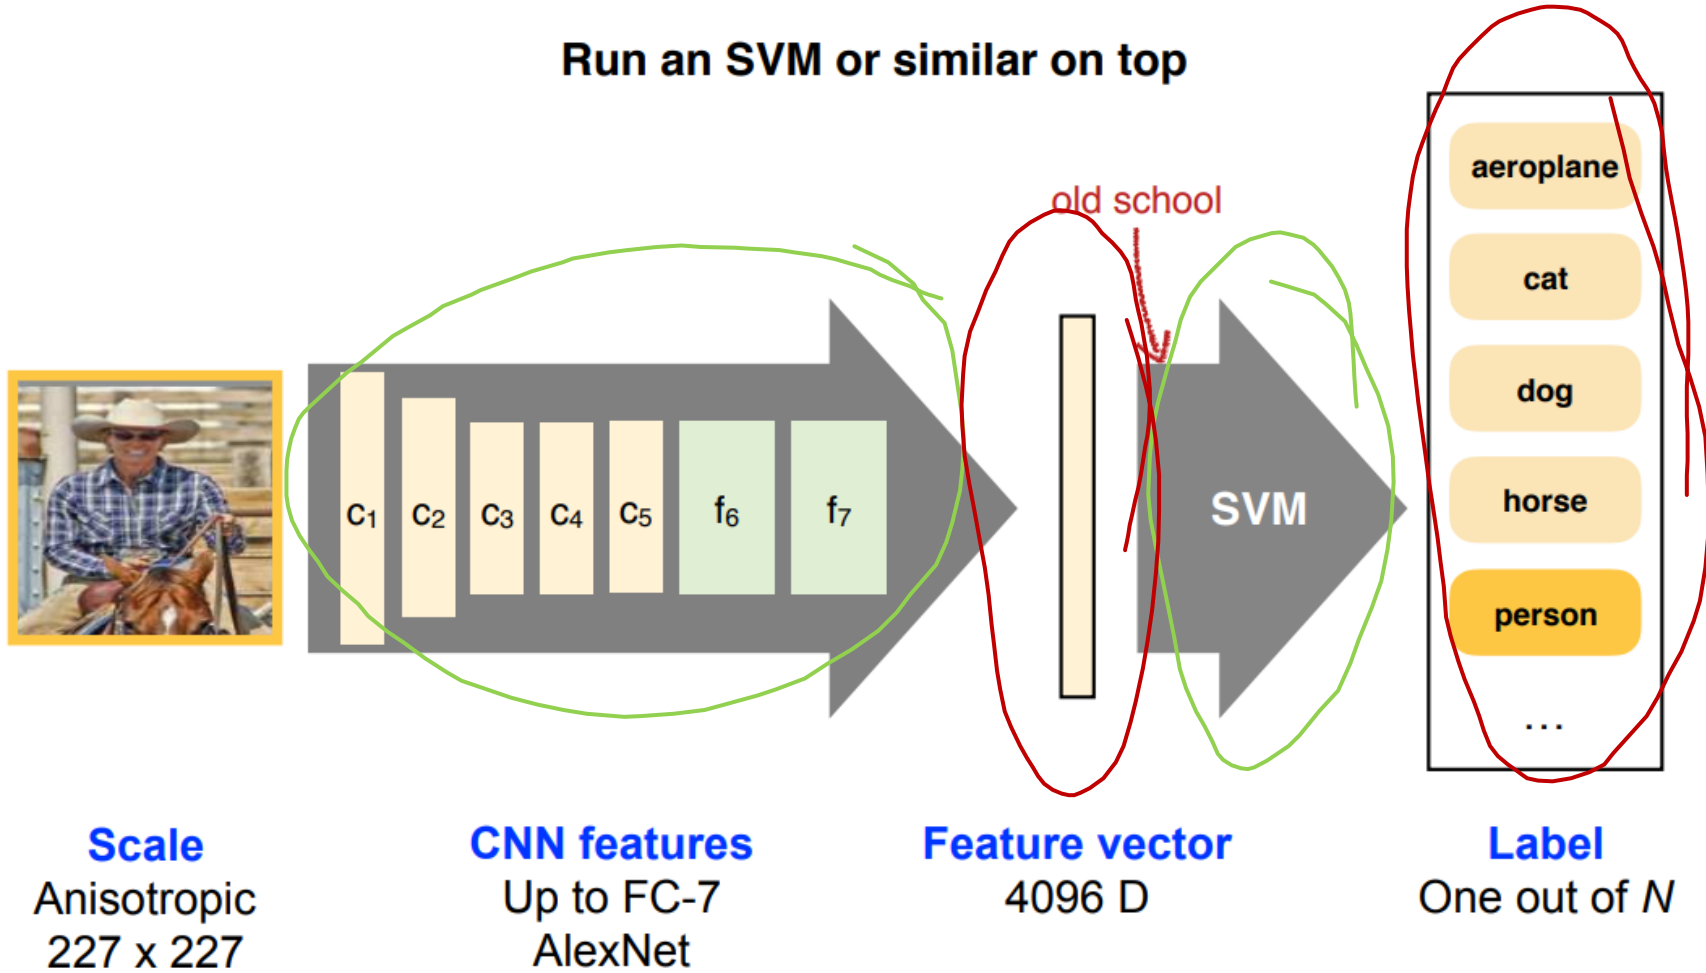 Run an SVM or similar on top
old school
c1
c2
c3
c4
c5
f6
f7
SVM
aeroplane
cat
dog
horse
person
...
Scale
Anisotropic
227 x 227
CNN features
Up to FC-7
AlexNet
Feature vector
4096 D
Label
One out of N